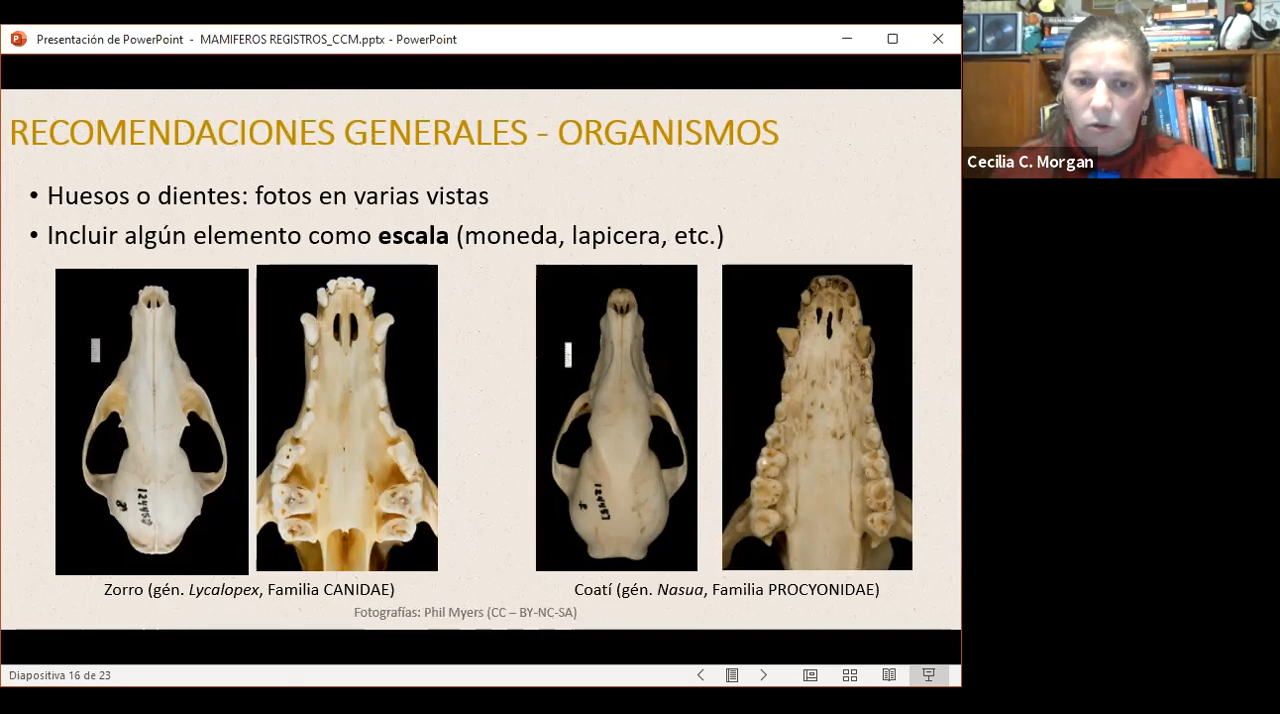 Presentación de PowerPoint - MAMIFEROS REGISTROS_CCM.pptx - PowerPoint
RECOMENDACIONES GENERALES - ORGANISMOS
• Huesos o dientes: fotos en varias vistas
• Incluir algún elemento como escala (moneda, lapicera, etc.)
Zorro (gén. Lycalopex, Familia CANIDAE)
Coatí (gén. Nasua, Familia PROCYONIDAE)
Fotografías: Phil Myers (CC – BY-NC-SA)
Diapositiva 16 de 23
Cecilia C. Morgan